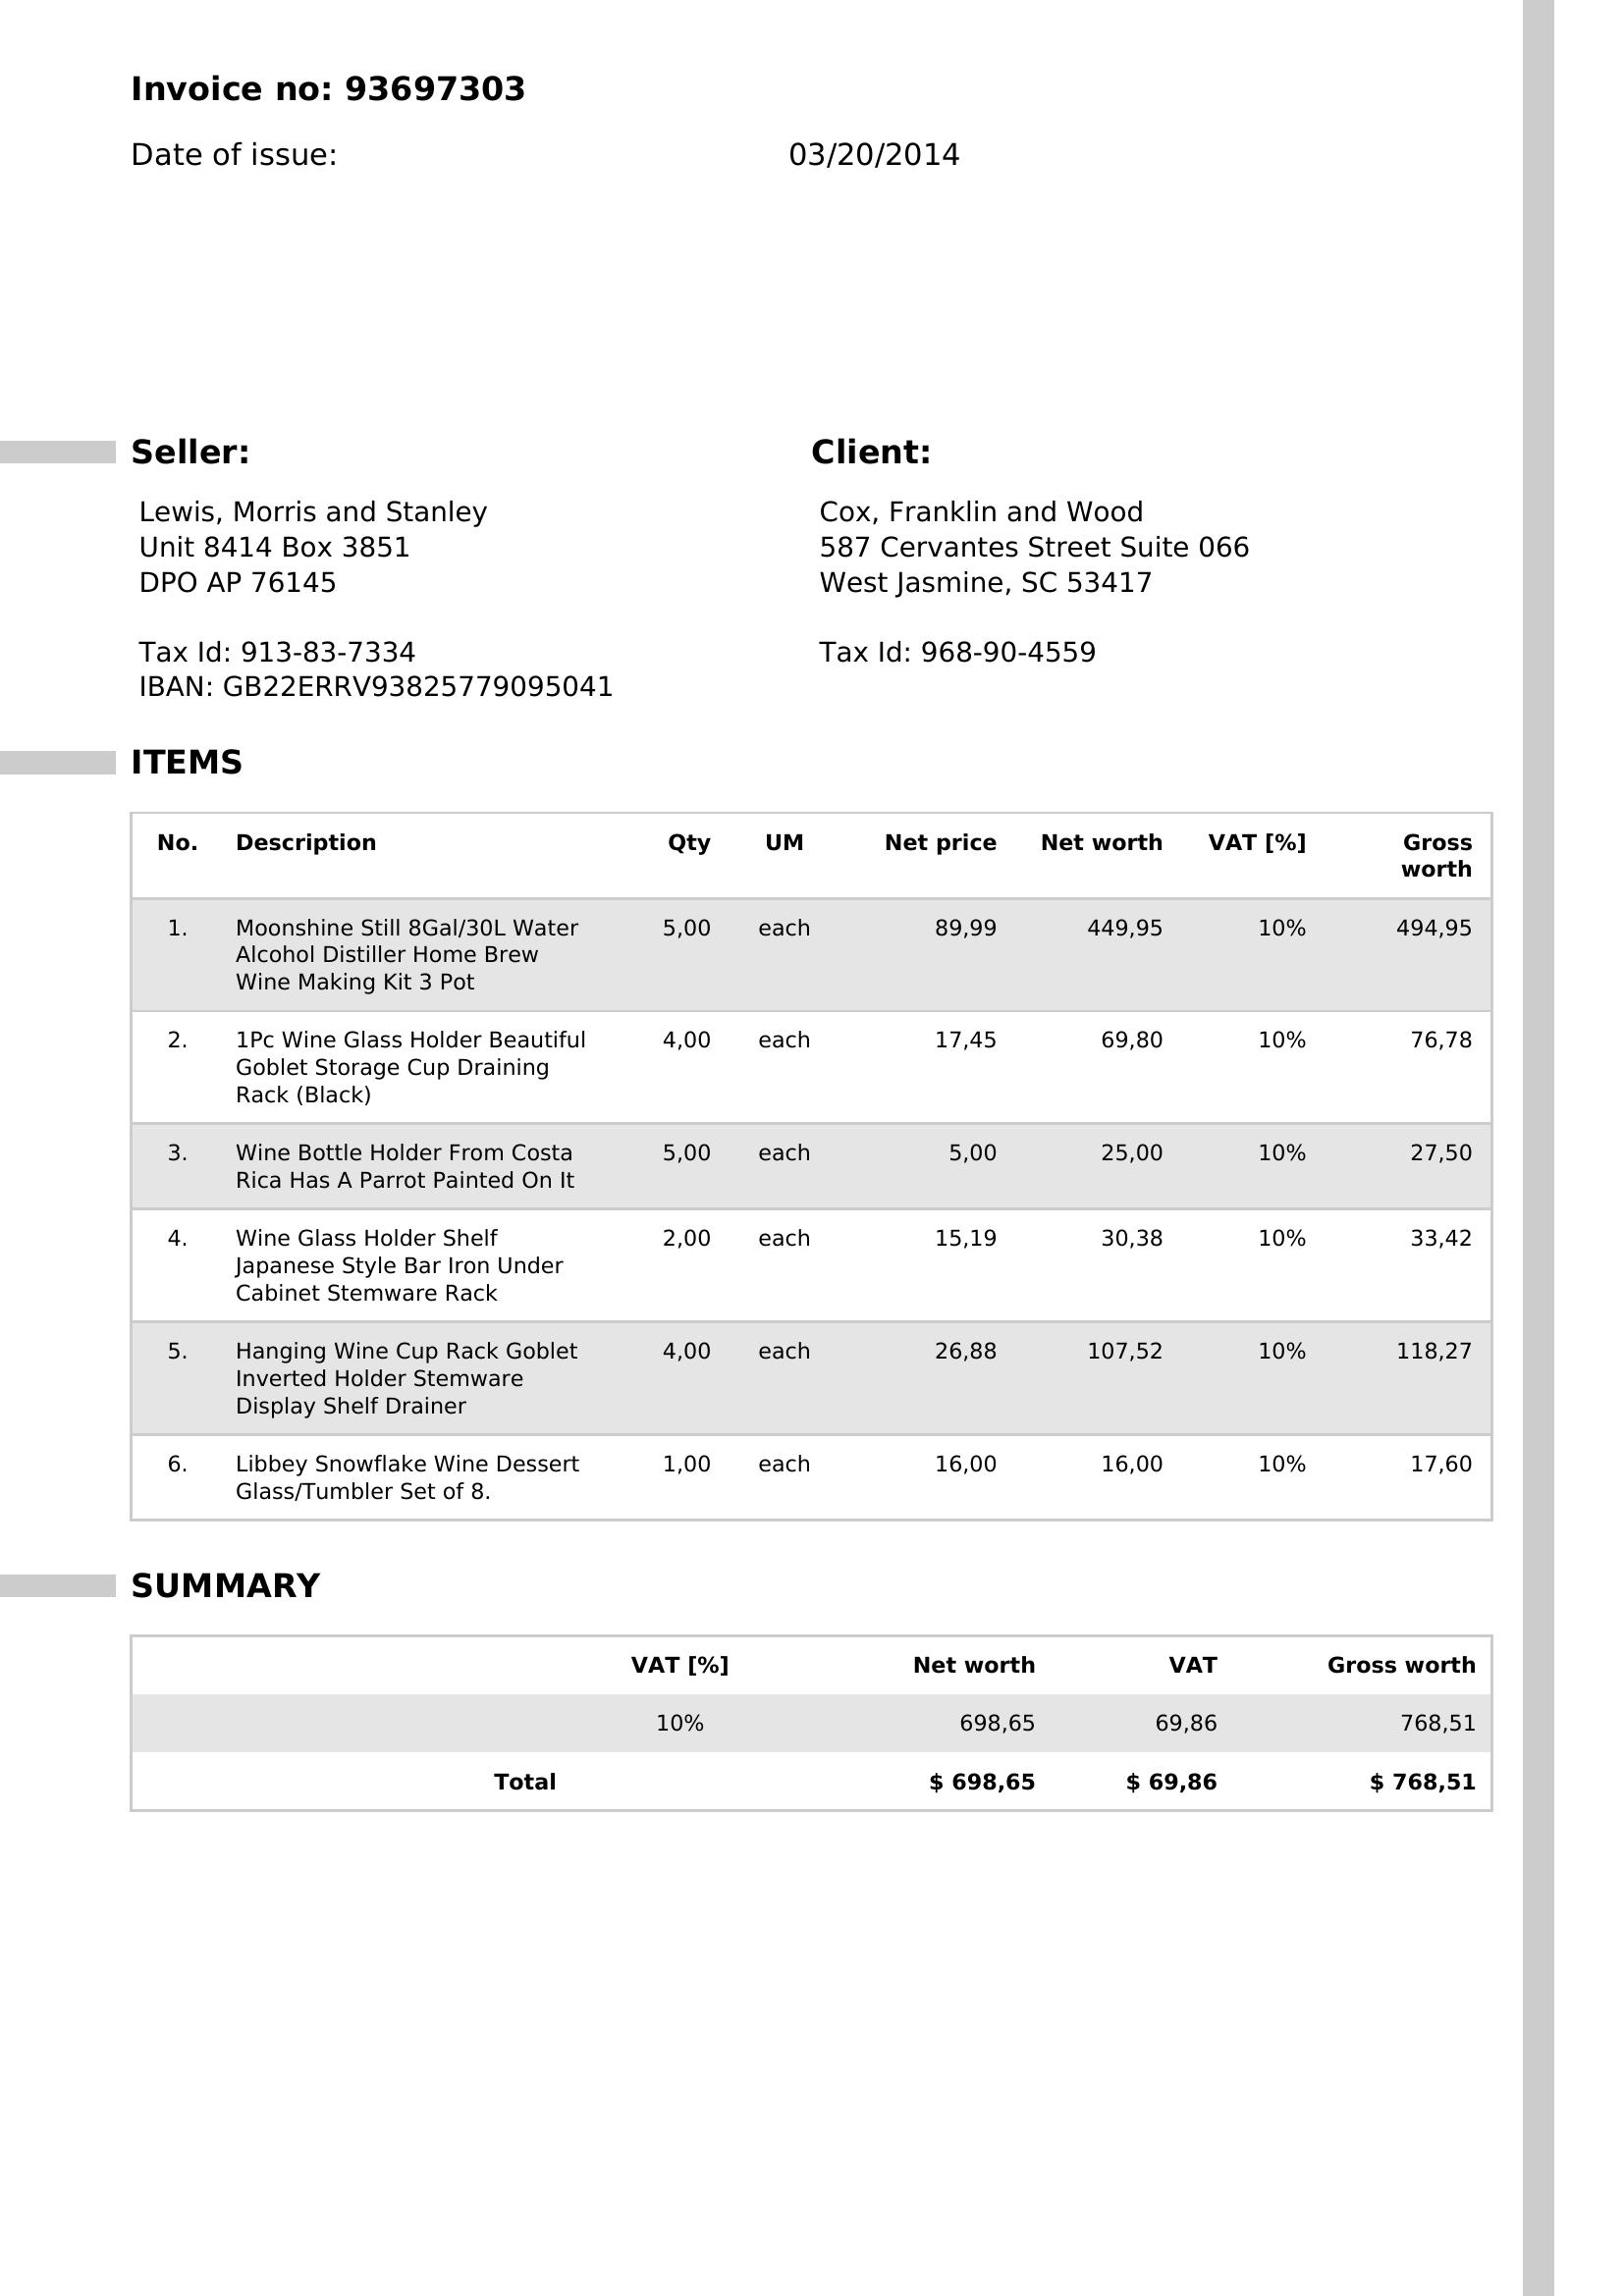 Invoice no: 93697303
Date of issue: 03/20/2014
Seller: Client:
Lewis, Morris and Stanley Cox, Franklin and Wood
Unit 8414 Box 3851 587 Cervantes Street Suite 066
DPO AP 76145 West Jasmine, SC 53417
Tax Id: 913-83-7334 Tax Id: 968-90-4559
IBAN: GB22ERRV93825779095041
ITEMS
No. Description Qty UM Net price Net worth VAT [%] Gross
worth
1. Moonshine Still 8Gal/30L Water 5,00 each 89,99 449,95 10% 494,95
Alcohol Distiller Home Brew
Wine Making Kit 3 Pot
2. 1Pc Wine Glass Holder Beautiful 4,00 each 17,45 69,80 10% 76,78
Goblet Storage Cup Draining
Rack (Black)
3. Wine Bottle Holder From Costa 5,00 each 5,00 25,00 10% 27,50
Rica Has A Parrot Painted On It
4. Wine Glass Holder Shelf 2,00 each 15,19 30,38 10% 33,42
Japanese Style Bar Iron Under
Cabinet Stemware Rack
5. Hanging Wine Cup Rack Goblet 4,00 each 26,88 107,52 10% 118,27
Inverted Holder Stemware
Display Shelf Drainer
6. Libbey Snowflake Wine Dessert 1,00 each 16,00 16,00 10% 17,60
Glass/Tumbler Set of 8.
SUMMARY
VAT [%] Net worth VAT Gross worth
10% 698,65 69,86 768,51
Total $ 698,65 $ 69,86 $ 768,51